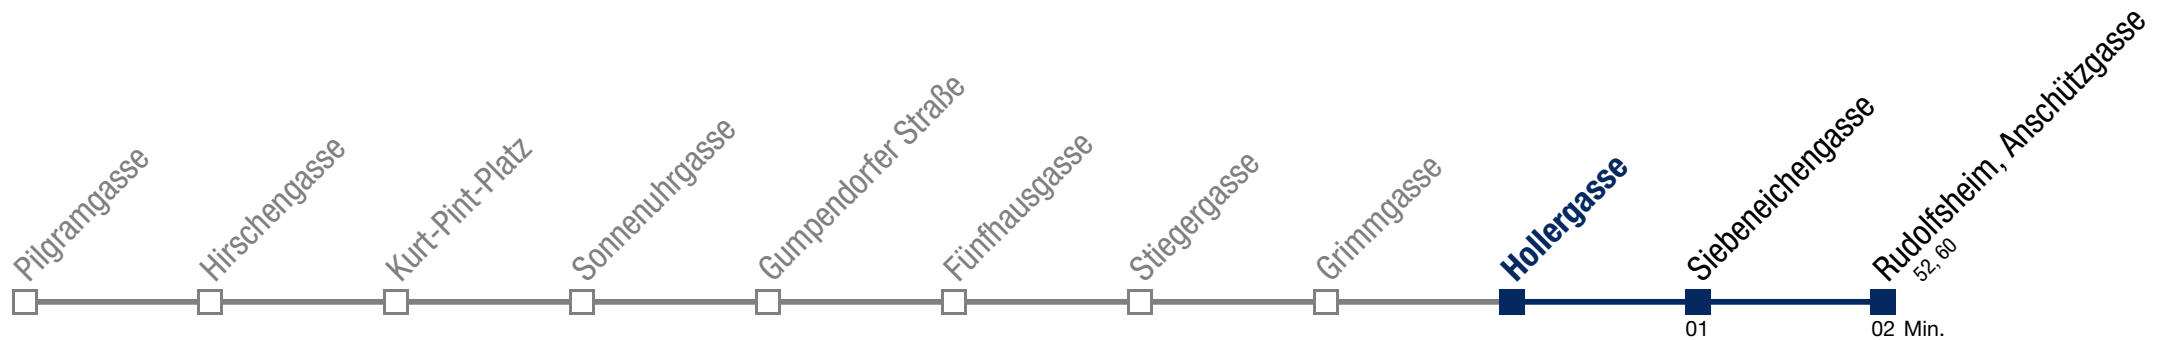 Pilgramgasse
Hirschengasse
Kurt-Pint-Platz
Sonnenuhrgasse
Gumpendorfer Straße
Fünfhausgasse
Stiegergasse
Grimmgasse
Hollergasse
Siebeneichengasse
Rudolfsheim, Anschützgasse
52, 60
01
02 Min.